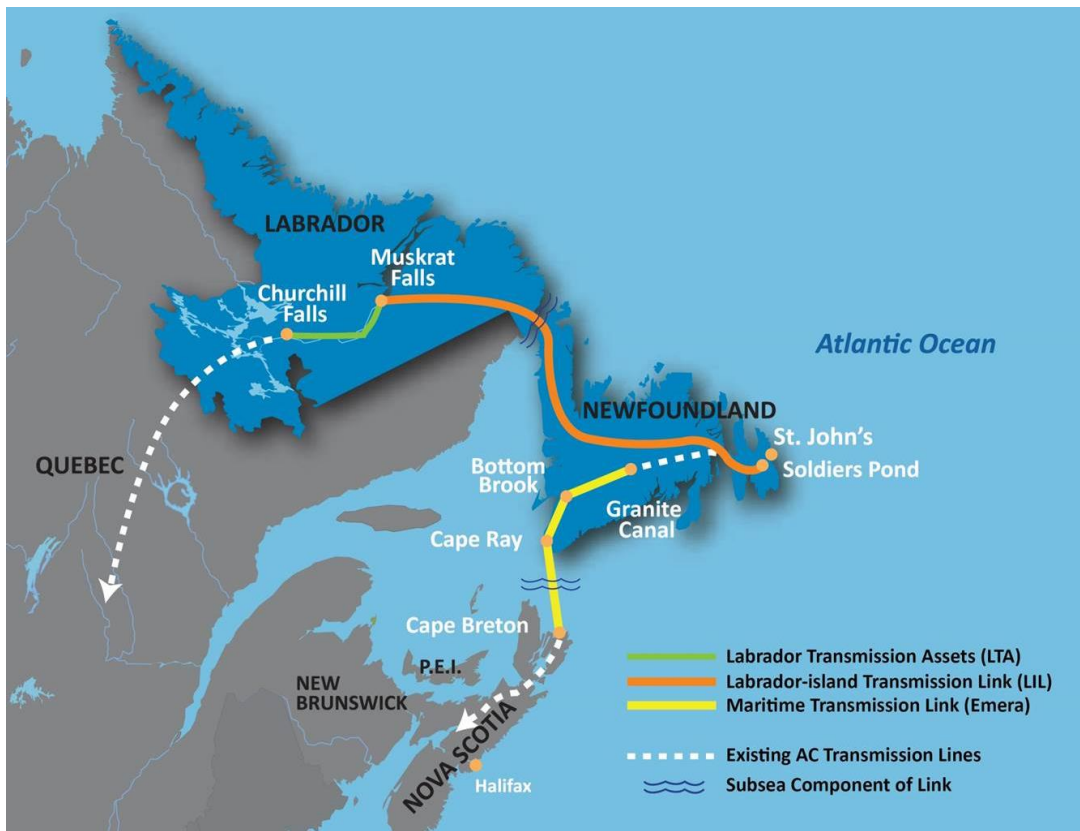 LABRADOR
Muskrat
Falls
Churchill
Falls
Atlantic Ocean
NEWFOUNDLAND
St. John's
QUEBEC
Bottom
Brook
Soldiers Pond
Granite
Canal
Cape Ray
Cape Breton
P.E.I.
NEW
BRUNSWICK
NOVA SCOTIA
Halifax
Labrador Transmission Assets (LTA)
Labrador-island Transmission Link (LIL)
Maritime Transmission Link (Emera)
Existing AC Transmission Lines
Subsea Component of Link